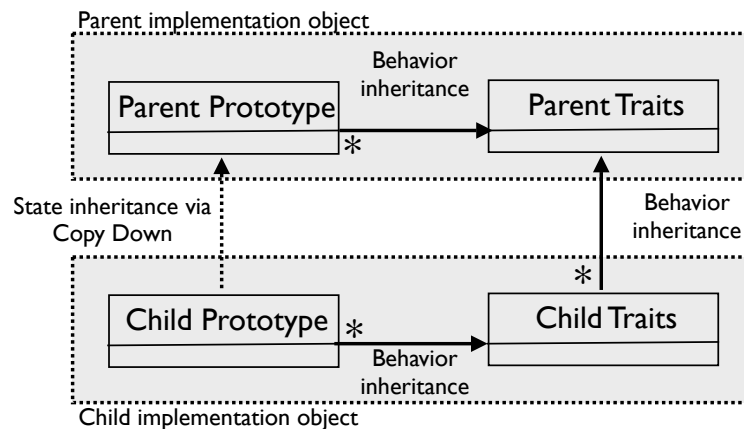 Parent implementation object
Behavior
inheritance
Parent Prototype
Parent Traits
*
State inheritance via
Copy Down
Behavior
inheritance
*
Child Prototype
*
Child Traits
Behavior
inheritance
Child implementation object